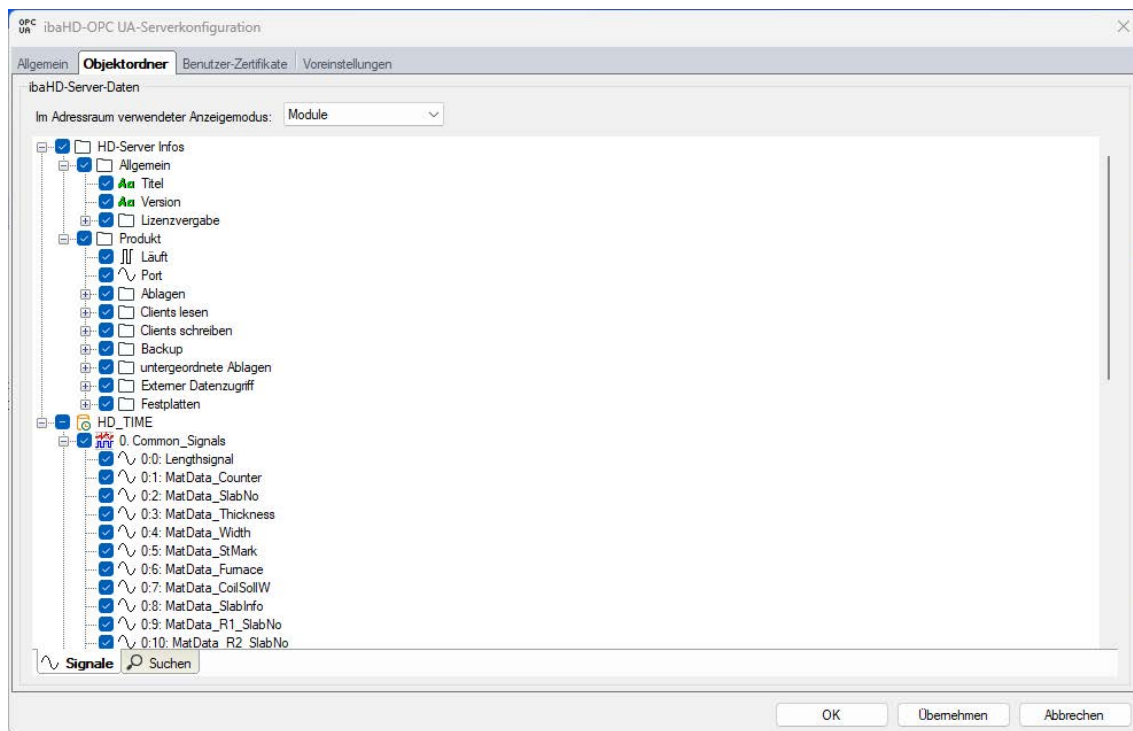 OPC UA ibaHD-OPC UA-Serverkonfiguration
Allgemein Objektordner Benutzer-Zertifikate Voreinstellungen
ibaHD-Server-Daten
Im Adressraum verwendeter Anzeigemodus: Module
HD-Server Infos
Allgemein
Aa Titel
Aa Version
Lizenzvergabe
Produkt
Läuft
Port
Ablagen
Clients lesen
Clients schreiben
Backup
untergeordnete Ablagen
Externer Datenzugriff
Festplatten
HD_TIME
0. Common_Signals
0:0: Lengthsignal
0:1: MatData_Counter
0:2: MatData_SlabNo
0:3: MatData_Thickness
0:4: MatData_Width
0:5: MatData_StMark
0:6: MatData_Furnace
0:7: MatData_CoilSollW
0:8: MatData_SlabInfo
0:9: MatData_R1_SlabNo
0:10: MatData_R2_SlabNo
Signale Suchen
OK Übernehmen Abbrechen